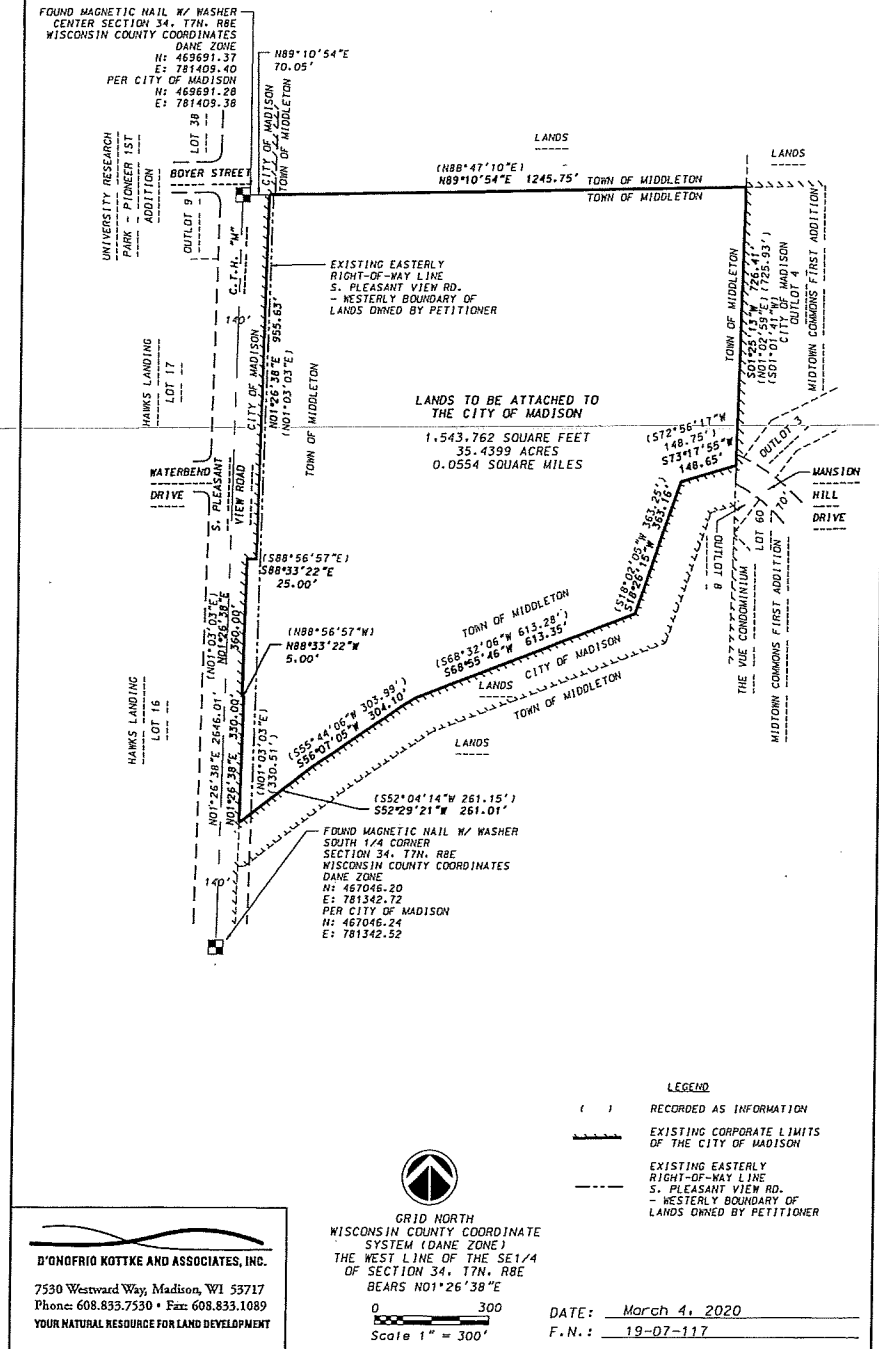 FOUND MAGNETIC NAIL W/ WASHER
CENTER SECTION 34, T7N, R8E
WISCONSIN COUNTY COORDINATES
DANE ZONE
N: 469691.37
E: 781409.40
PER CITY OF MADISON
N: 469691.28
E: 781409.38
N89°10'54"E
70.05'
CITY OF MADISON
TOWN OF MIDDLETON
UNIVERSITY RESEARCH
PARK - PIONEER 1ST
ADDITION
LOT 38
BOYER STREET
OUTLOT 9
C.T.H. "M"
LANDS
(N88°47'10"E)
N89°10'54"E 1245.75'
TOWN OF MIDDLETON
TOWN OF MIDDLETON
LANDS
EXISTING EASTERLY
RIGHT-OF-WAY LINE
S. PLEASANT VIEW RD.
- WESTERLY BOUNDARY OF
LANDS OWNED BY PETITIONER
140'
CITY OF MADISON
N01°26'38"E 955.63'
(N01°03'03"E)
TOWN OF MIDDLETON
TOWN OF MIDDLETON
S01°25'13"W 726.41'
(N01°02'59"E) (725.93')
(S01°01'41"W)
CITY OF MADISON
OUTLOT 4
MIDTOWN COMMONS FIRST ADDITION
HAWKS LANDING
LOT 17
LANDS TO BE ATTACHED TO
THE CITY OF MADISON
1,543,762 SQUARE FEET
35.4399 ACRES
0.0554 SQUARE MILES
(S72°56'17"W
148.75')
S73°17'55"W
148.65'
OUTLOT 3
MANSION
HILL
DRIVE
70'
WATERBEND
DRIVE
S. PLEASANT
VIEW ROAD
(S88°56'57"E)
S88°33'22"E
25.00'
(S18°02'05"W 363.25')
S18°26'15"W 363.16'
OUTLOT 8
THE VUE CONDOMINIUM
LOT 60
MIDTOWN COMMONS FIRST ADDITION
(N01°03'03"E)
N01°26'38"E
360.00'
(N88°56'57"W)
N88°33'22"W
5.00'
TOWN OF MIDDLETON
(S68°32'06"W 613.28')
S68°55'46"W 613.35'
LANDS
CITY OF MADISON
TOWN OF MIDDLETON
LANDS
HAWKS LANDING
LOT 16
N01°26'38"E 2646.01'
N01°26'38"E 330.00'
(N01°03'03"E)
(330.51')
(S55°44'06"W 303.99')
S56°07'05"W 304.10'
(S52°04'14"W 261.15')
S52°29'21"W 261.01'
FOUND MAGNETIC NAIL W/ WASHER
SOUTH 1/4 CORNER
SECTION 34, T7N, R8E
WISCONSIN COUNTY COORDINATES
DANE ZONE
N: 467046.20
E: 781342.72
PER CITY OF MADISON
N: 467046.24
E: 781342.52
140'
LEGEND
( ) RECORDED AS INFORMATION
EXISTING CORPORATE LIMITS
OF THE CITY OF MADISON
EXISTING EASTERLY
RIGHT-OF-WAY LINE
S. PLEASANT VIEW RD.
- WESTERLY BOUNDARY OF
LANDS OWNED BY PETITIONER
GRID NORTH
WISCONSIN COUNTY COORDINATE
SYSTEM (DANE ZONE)
THE WEST LINE OF THE SE1/4
OF SECTION 34, T7N, R8E
BEARS N01°26'38"E
0 300
Scale 1" = 300'
D'ONOFRIO KOTTKE AND ASSOCIATES, INC.
7530 Westward Way, Madison, WI 53717
Phone: 608.833.7530 • Fax: 608.833.1089
YOUR NATURAL RESOURCE FOR LAND DEVELOPMENT
DATE: March 4, 2020
F.N.: 19-07-117